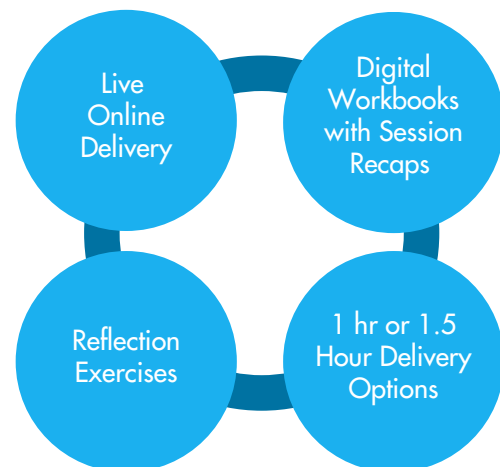 Live
Online
Delivery
Digital
Workbooks
with Session
Recaps
Reflection
Exercises
1 hr or 1.5
Hour Delivery
Options